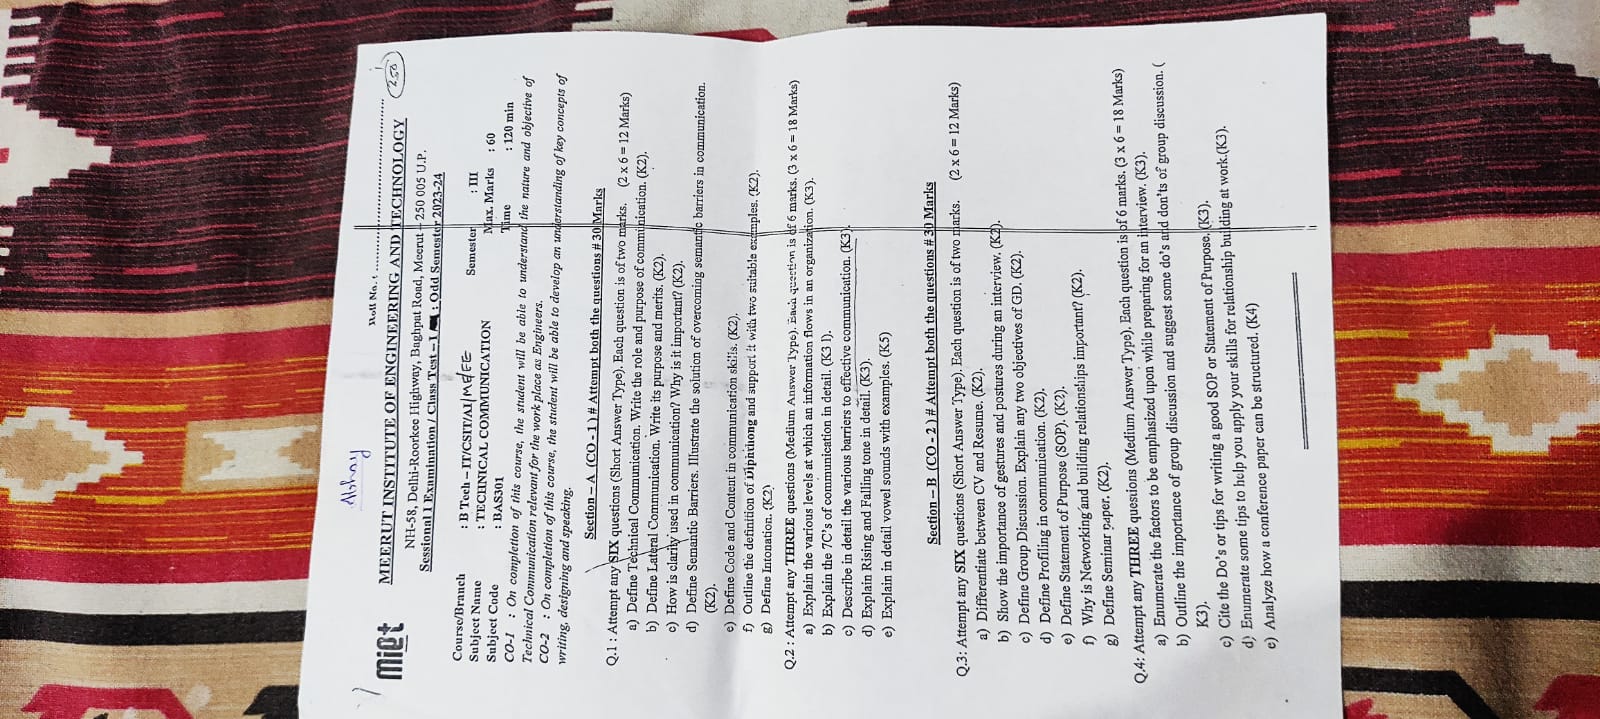 Abhay
Roll No. : ........................
250
miet
MEERUT INSTITUTE OF ENGINEERING AND TECHNOLOGY
NH-58, Delhi-Roorkee Highway, Baghpat Road, Meerut – 250 005 U.P.
Sessional 1 Examination / Class Test – I : Odd Semester 2023-24
Course/Branch : B Tech – IT/CSIT/AI/ME/EE Semester : III
Subject Name : TECHNICAL COMMUNICATION Max. Marks : 60
Subject Code : BAS301 Time : 120 min
CO-1 : On completion of this course, the student will be able to understand the nature and objective of
Technical Communication relevant for the work place as Engineers.
CO-2 : On completion of this course, the student will be able to develop an understanding of key concepts of
writing, designing and speaking.
Section – A (CO - 1 ) # Attempt both the questions # 30 Marks
Q.1 : Attempt any SIX questions (Short Answer Type). Each question is of two marks. (2 x 6 = 12 Marks)
a) Define Technical Communication. Write the role and purpose of communication. (K2).
b) Define Lateral Communication. Write its purpose and merits. (K2).
c) How is clarity used in communication? Why is it important? (K2).
d) Define Semantic Barriers. Illustrate the solution of overcoming semantic barriers in communication.
(K2).
e) Define Code and Content in communication skills. (K2).
f) Outline the definition of Dipthhong and support it with two suitable examples. (K2).
g) Define Intonation. (K2)
Q.2 : Attempt any THREE questions (Medium Answer Type). Each question is of 6 marks. (3 x 6 = 18 Marks)
a) Explain the various levels at which an information flows in an organization. (K3).
b) Explain the 7C's of communication in detail. (K3 1).
c) Describe in detail the various barriers to effective communication. (K3).
d) Explain Rising and Falling tone in detail. (K3).
e) Explain in detail vowel sounds with examples. (K5)
Section – B (CO - 2 ) # Attempt both the questions # 30 Marks
Q.3: Attempt any SIX questions (Short Answer Type). Each question is of two marks. (2 x 6 = 12 Marks)
a) Differentiate between CV and Resume. (K2).
b) Show the importance of gestures and postures during an interview. (K2).
c) Define Group Discussion. Explain any two objectives of GD. (K2).
d) Define Profiling in communication. (K2).
e) Define Statement of Purpose (SOP). (K2).
f) Why is Networking and building relationships important? (K2).
g) Define Seminar paper. (K2).
Q.4: Attempt any THREE questions (Medium Answer Type). Each question is of 6 marks. (3 x 6 = 18 Marks)
a) Enumerate the factors to be emphasized upon while preparing for an interview. (K3).
b) Outline the importance of group discussion and suggest some do's and don'ts of group discussion. (
K3).
c) Cite the Do's or tips for writing a good SOP or Statement of Purpose. (K3).
d) Enumerate some tips to help you apply your skills for relationship building at work.(K3).
e) Analyze how a conference paper can be structured. (K4)